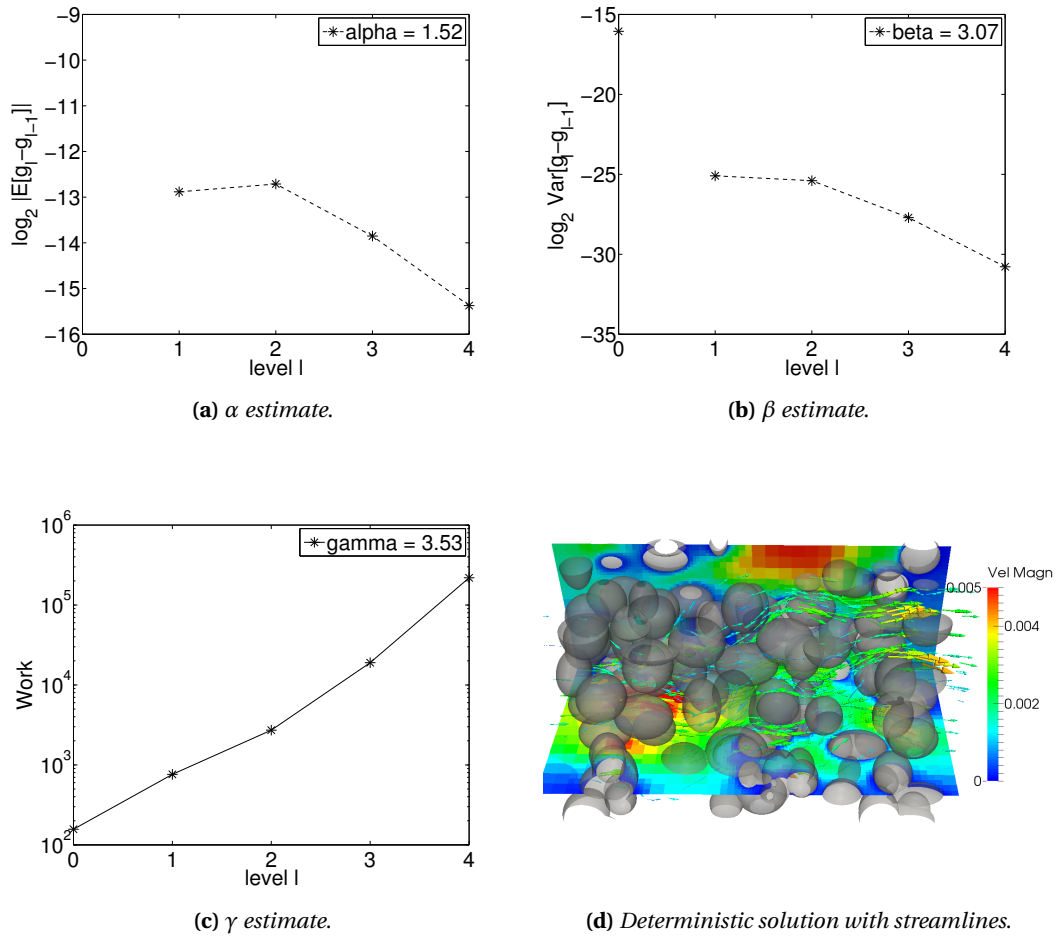 −9
−10
−11
−12
−13
−14
−15
−16
0 1 2 3 4
level l
log2 |E[gl−gl−1]|
alpha = 1.52
(a) α estimate.
−15
−20
−25
−30
−35
0 1 2 3 4
level l
log2 Var[gl−gl−1]
beta = 3.07
(b) β estimate.
10^6
10^5
10^4
10^3
10^2
0 1 2 3 4
level l
Work
gamma = 3.53
(c) γ estimate.
Vel Magn
0.005
0.004
0.002
0
(d) Deterministic solution with streamlines.